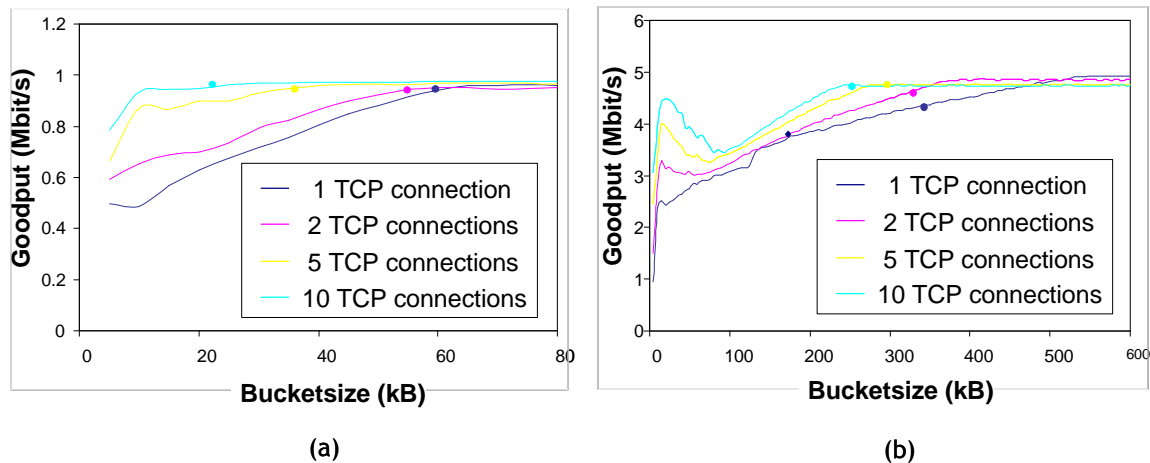 1.2
1
0.8
0.6
0.4
0.2
0
Goodput (Mbit/s)
1 TCP connection
2 TCP connections
5 TCP connections
10 TCP connections
0 20 40 60 80
Bucketsize (kB)
(a)
6
5
4
3
2
1
0
Goodput (Mbit/s)
1 TCP connection
2 TCP connections
5 TCP connections
10 TCP connections
0 100 200 300 400 500 600
Bucketsize (kB)
(b)